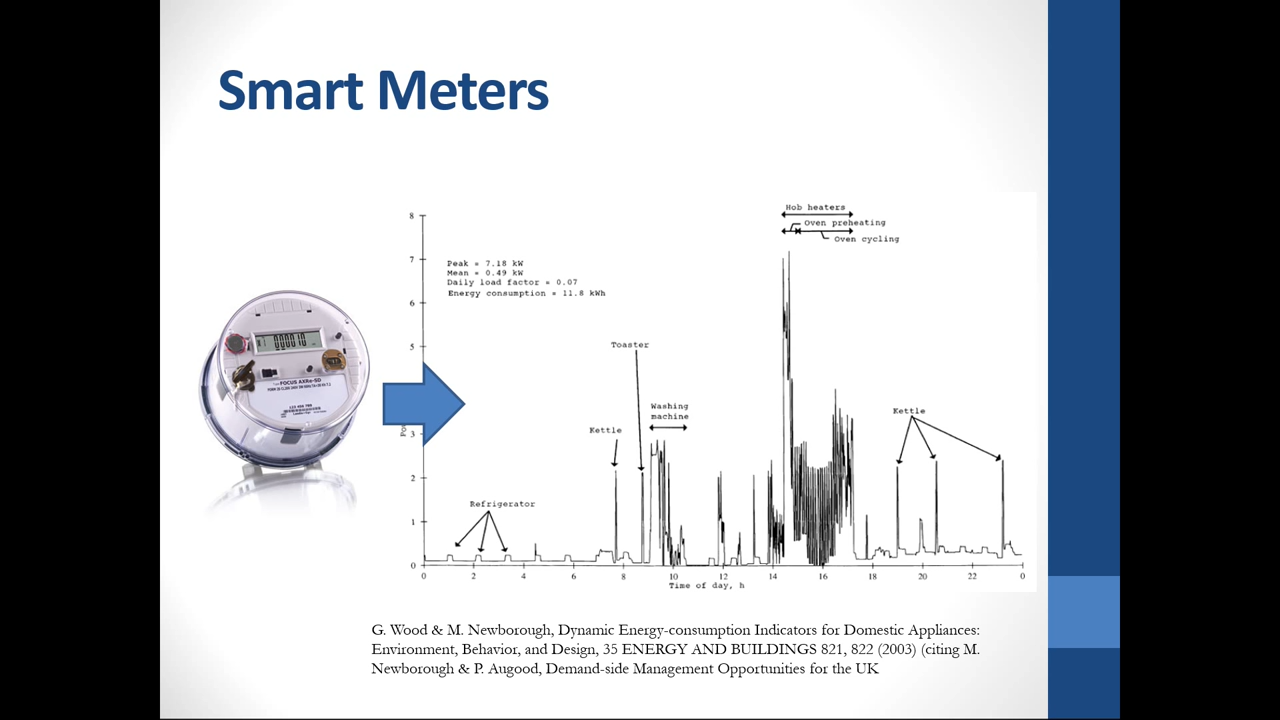 Smart Meters
Hob heaters
Oven preheating
Oven cycling
8
7
6
5
3
2
1
0
Peak = 7.18 kW
Mean = 0.49 kW
Daily load factor = 0.07
Energy consumption = 11.8 kWh
Toaster
Washing
machine
Kettle
Kettle
Refrigerator
0 2 4 6 8 10 12 14 16 18 20 22 0
Time of day, h
FOCUS AXRe-SD
G. Wood & M. Newborough, Dynamic Energy-consumption Indicators for Domestic Appliances:
Environment, Behavior, and Design, 35 ENERGY AND BUILDINGS 821, 822 (2003) (citing M.
Newborough & P. Augood, Demand-side Management Opportunities for the UK